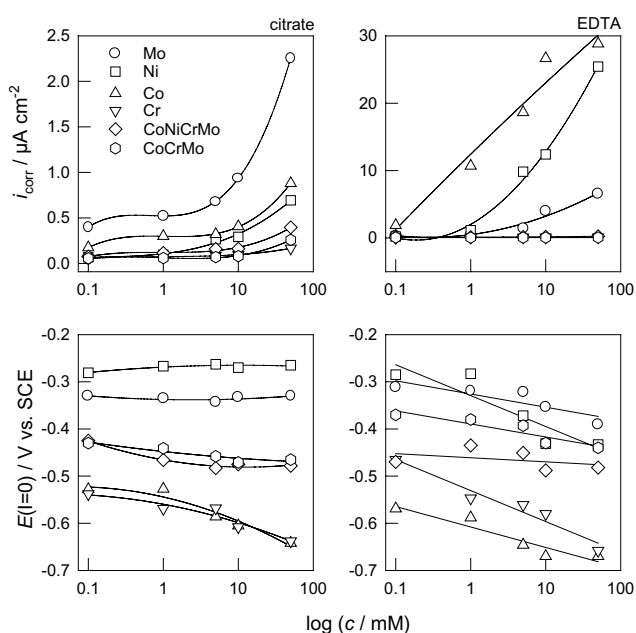 citrate
EDTA
Mo
Ni
Co
Cr
CoNiCrMo
CoCrMo
i corr / µA cm-2
2.5
2.0
1.5
1.0
0.5
0.0
0.1 1 10 100
30
20
10
0
0.1 1 10 100
E(I=0) / V vs. SCE
-0.2
-0.3
-0.4
-0.5
-0.6
-0.7
0.1 1 10 100
-0.2
-0.3
-0.4
-0.5
-0.6
-0.7
0.1 1 10 100
log (c / mM)